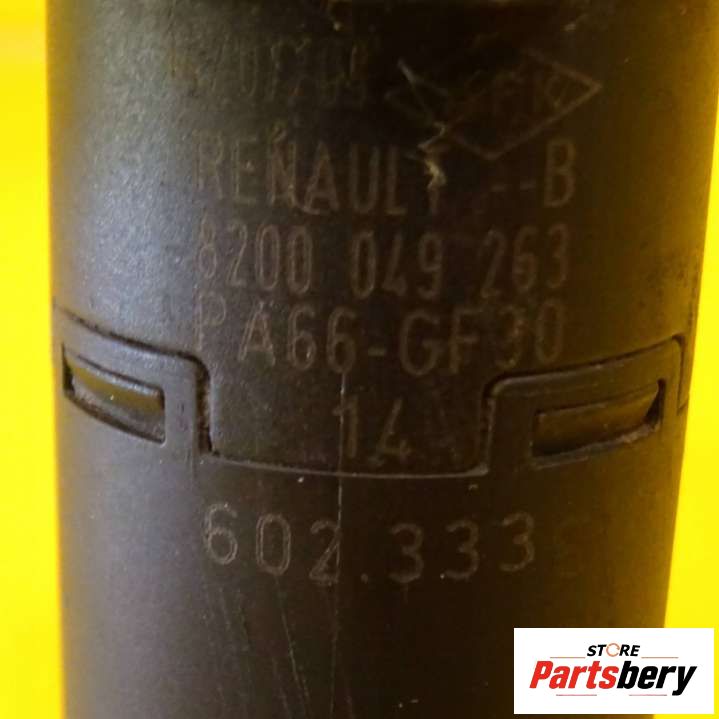 RENAULT --B
8200 049 263
PA66-GF30
14
602.333
STORE
Partsbery